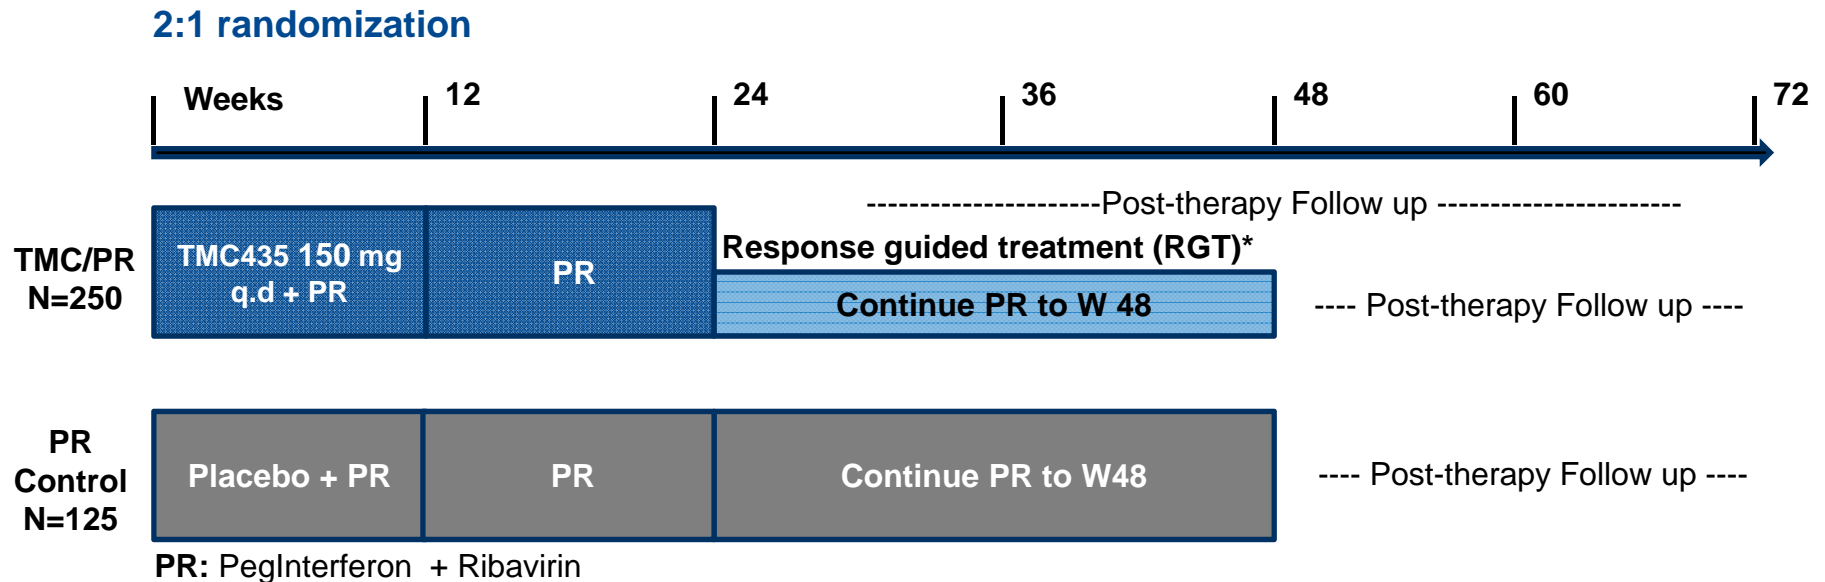 2:1 randomization
Weeks 12 24 36 48 60 72
----------------------Post-therapy Follow up -----------------------
Response guided treatment (RGT)*
TMC/PR
N=250
TMC435 150 mg
q.d + PR
PR
Continue PR to W 48
---- Post-therapy Follow up ----
PR
Control
N=125
Placebo + PR
PR
Continue PR to W48
---- Post-therapy Follow up ----
PR: PegInterferon + Ribavirin